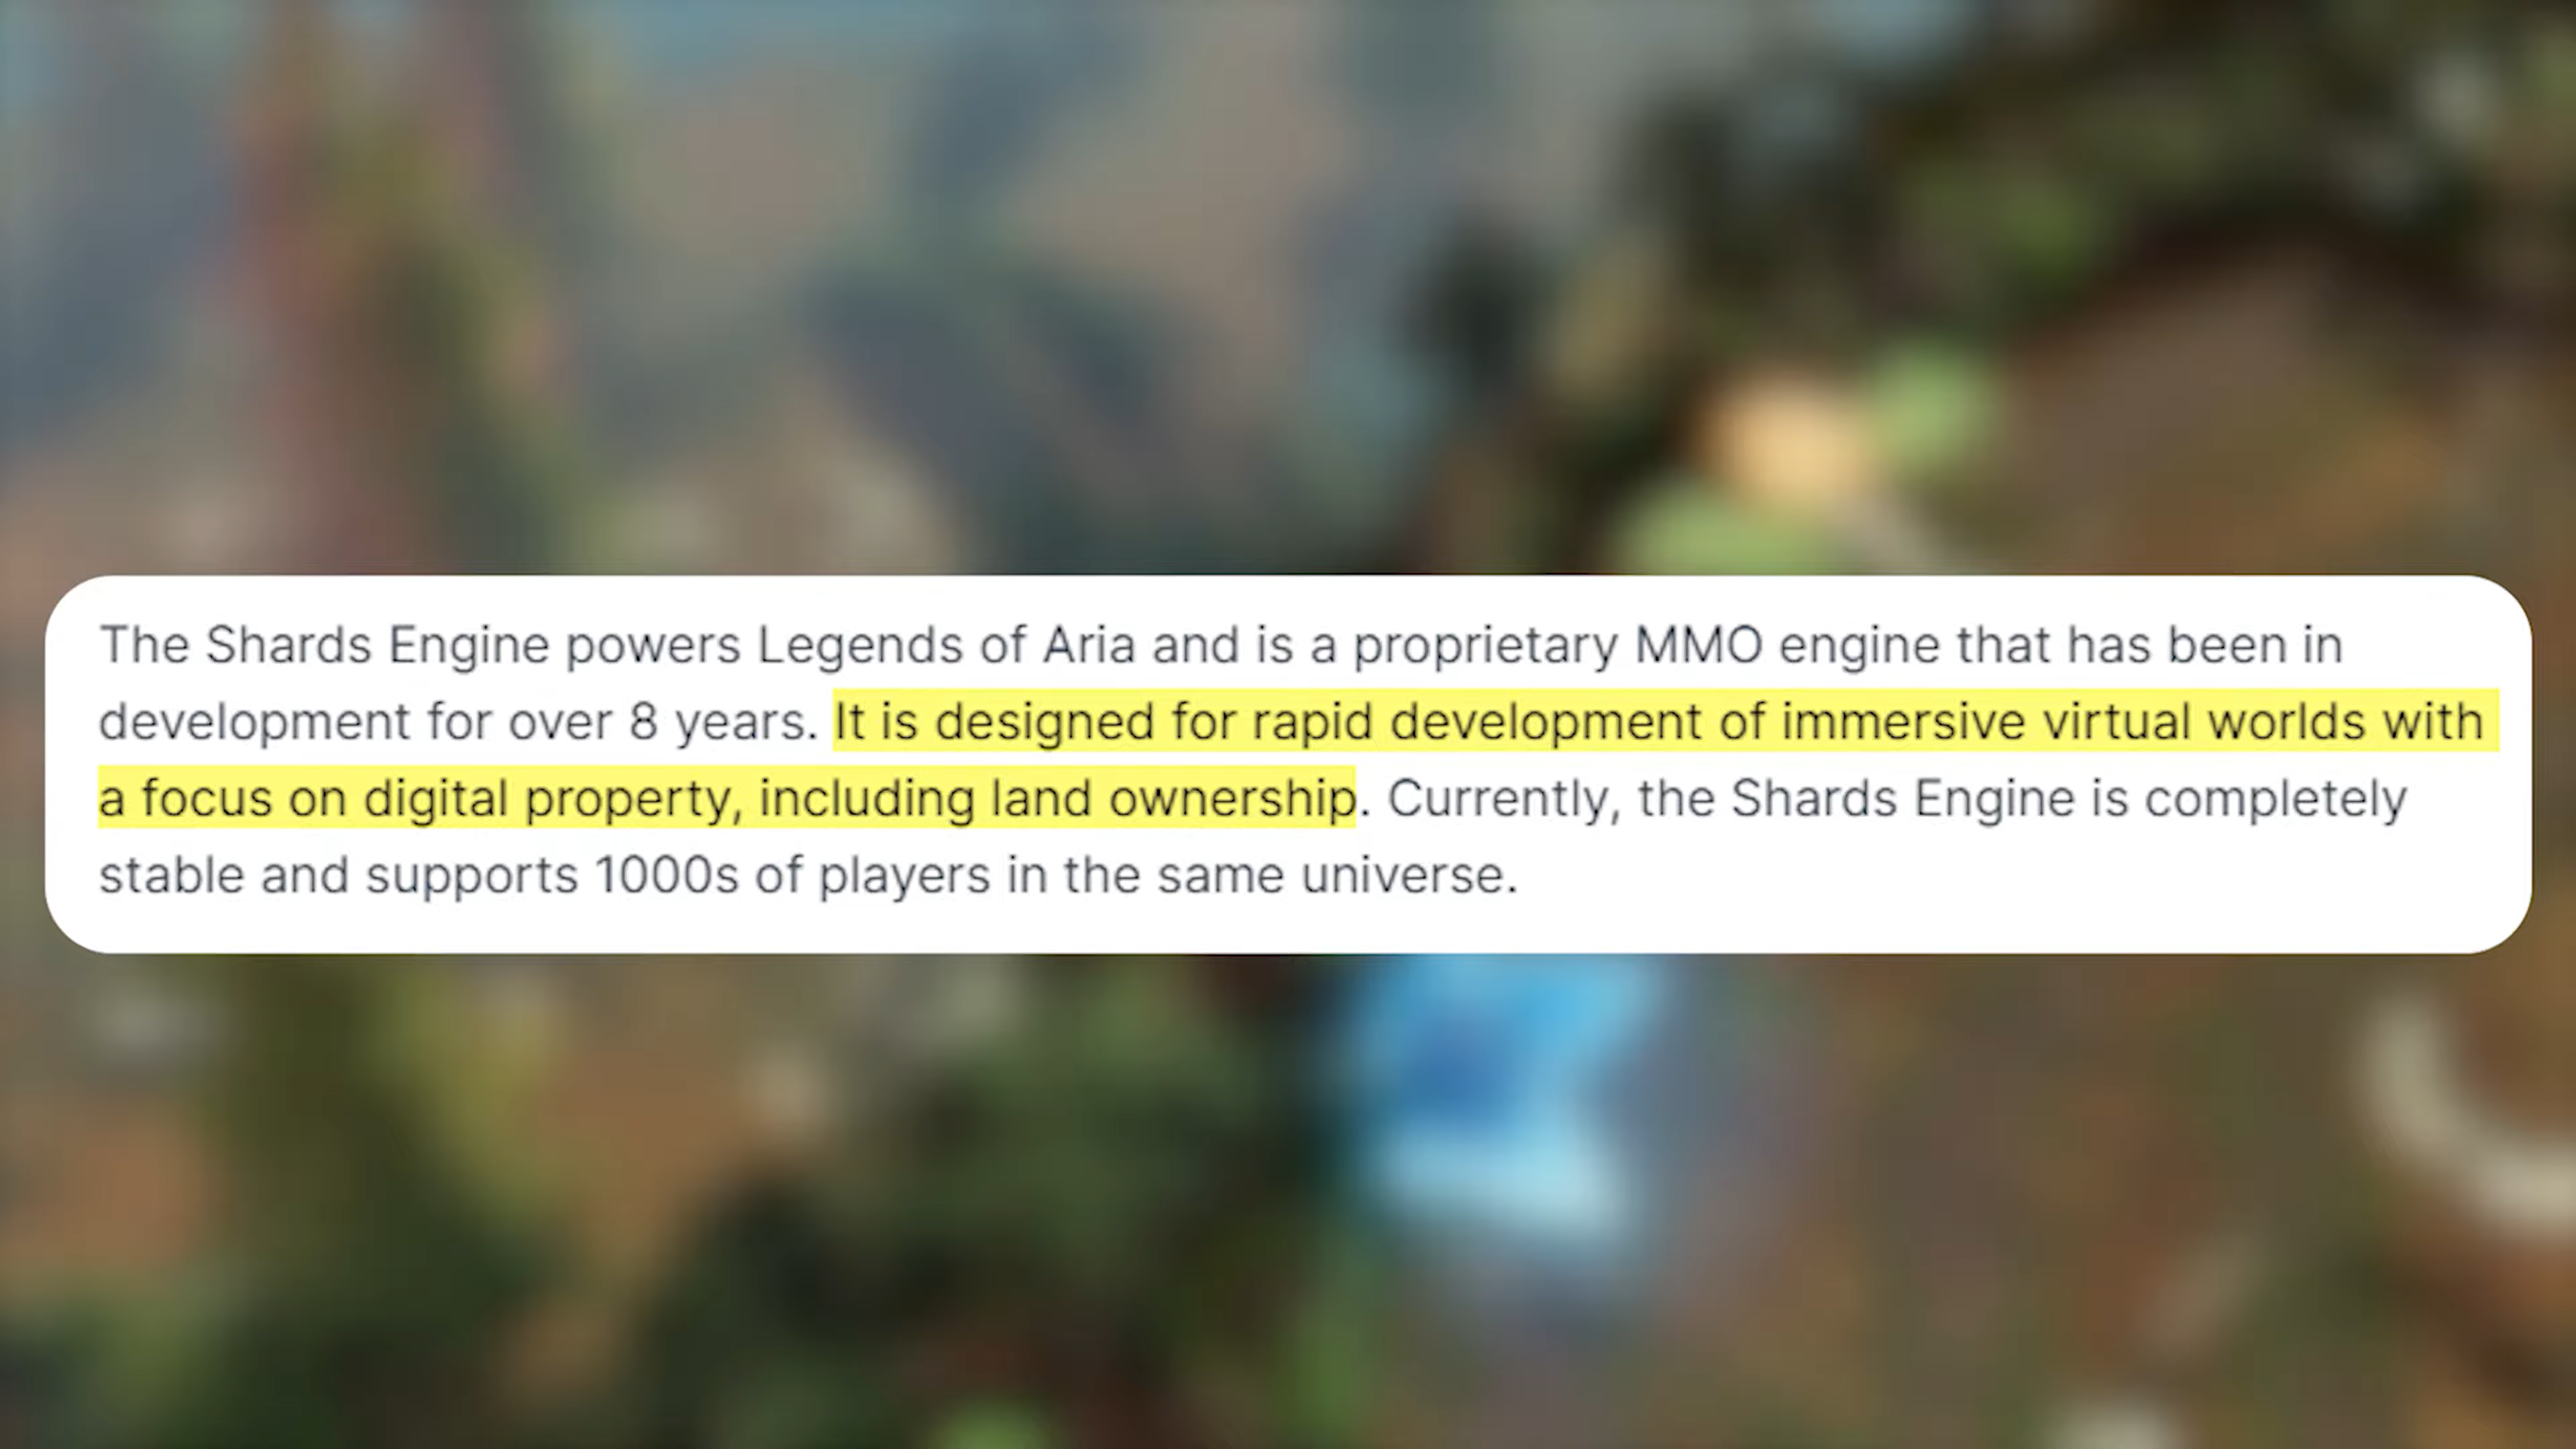 The Shards Engine powers Legends of Aria and is a proprietary MMO engine that has been in
development for over 8 years. It is designed for rapid development of immersive virtual worlds with
a focus on digital property, including land ownership. Currently, the Shards Engine is completely
stable and supports 1000s of players in the same universe.